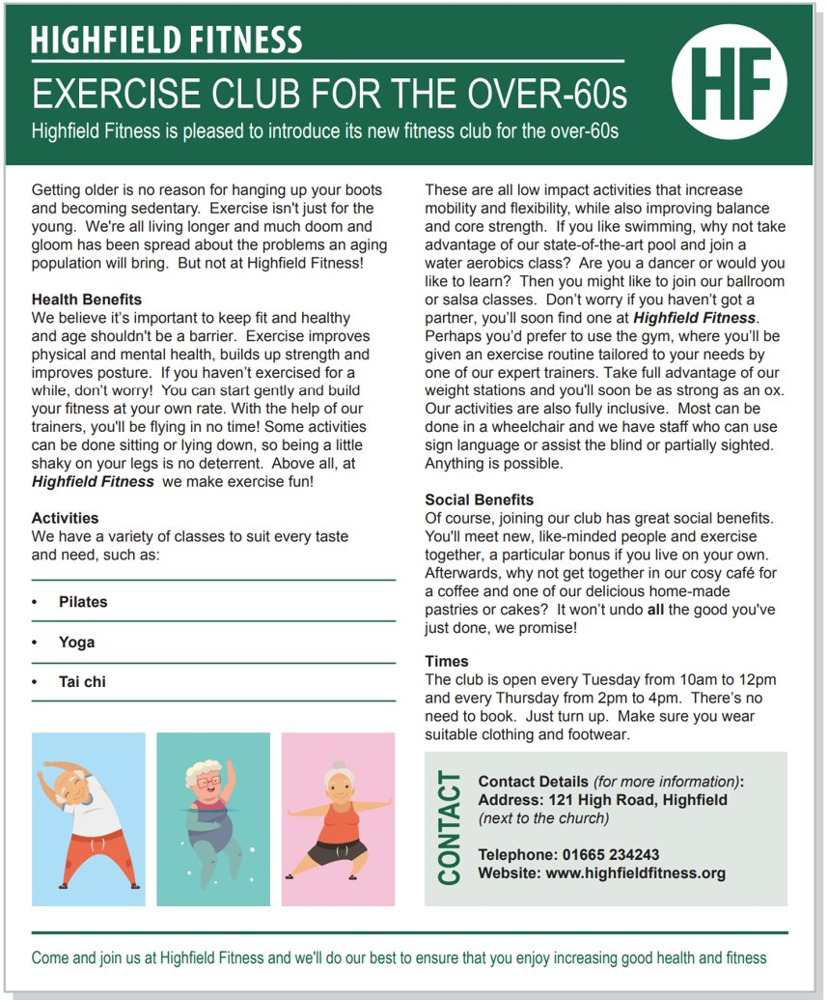 HIGHFIELD FITNESS
EXERCISE CLUB FOR THE OVER-60s
Highfield Fitness is pleased to introduce its new fitness club for the over-60s
HF
Getting older is no reason for hanging up your boots
and becoming sedentary. Exercise isn't just for the
young. We're all living longer and much doom and
gloom has been spread about the problems an aging
population will bring. But not at Highfield Fitness!
Health Benefits
We believe it's important to keep fit and healthy
and age shouldn't be a barrier. Exercise improves
physical and mental health, builds up strength and
improves posture. If you haven't exercised for a
while, don't worry! You can start gently and build
your fitness at your own rate. With the help of our
trainers, you'll be flying in no time! Some activities
can be done sitting or lying down, so being a little
shaky on your legs is no deterrent. Above all, at
Highfield Fitness we make exercise fun!
Activities
We have a variety of classes to suit every taste
and need, such as:
• Pilates
• Yoga
• Tai chi
These are all low impact activities that increase
mobility and flexibility, while also improving balance
and core strength. If you like swimming, why not take
advantage of our state-of-the-art pool and join a
water aerobics class? Are you a dancer or would you
like to learn? Then you might like to join our ballroom
or salsa classes. Don't worry if you haven't got a
partner, you'll soon find one at Highfield Fitness.
Perhaps you'd prefer to use the gym, where you'll be
given an exercise routine tailored to your needs by
one of our expert trainers. Take full advantage of our
weight stations and you'll soon be as strong as an ox.
Our activities are also fully inclusive. Most can be
done in a wheelchair and we have staff who can use
sign language or assist the blind or partially sighted.
Anything is possible.
Social Benefits
Of course, joining our club has great social benefits.
You'll meet new, like-minded people and exercise
together, a particular bonus if you live on your own.
Afterwards, why not get together in our cosy café for
a coffee and one of our delicious home-made
pastries or cakes? It won't undo all the good you've
just done, we promise!
Times
The club is open every Tuesday from 10am to 12pm
and every Thursday from 2pm to 4pm. There's no
need to book. Just turn up. Make sure you wear
suitable clothing and footwear.
CONTACT
Contact Details (for more information):
Address: 121 High Road, Highfield
(next to the church)
Telephone: 01665 234243
Website: www.highfieldfitness.org
Come and join us at Highfield Fitness and we'll do our best to ensure that you enjoy increasing good health and fitness